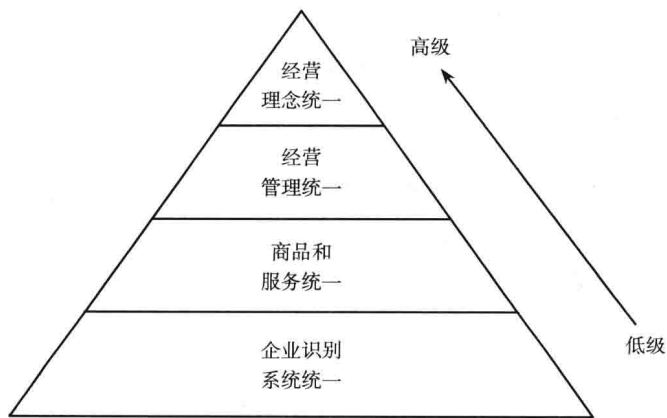 高级
经营
理念统一
经营
管理统一
商品和
服务统一
低级
企业识别
系统统一